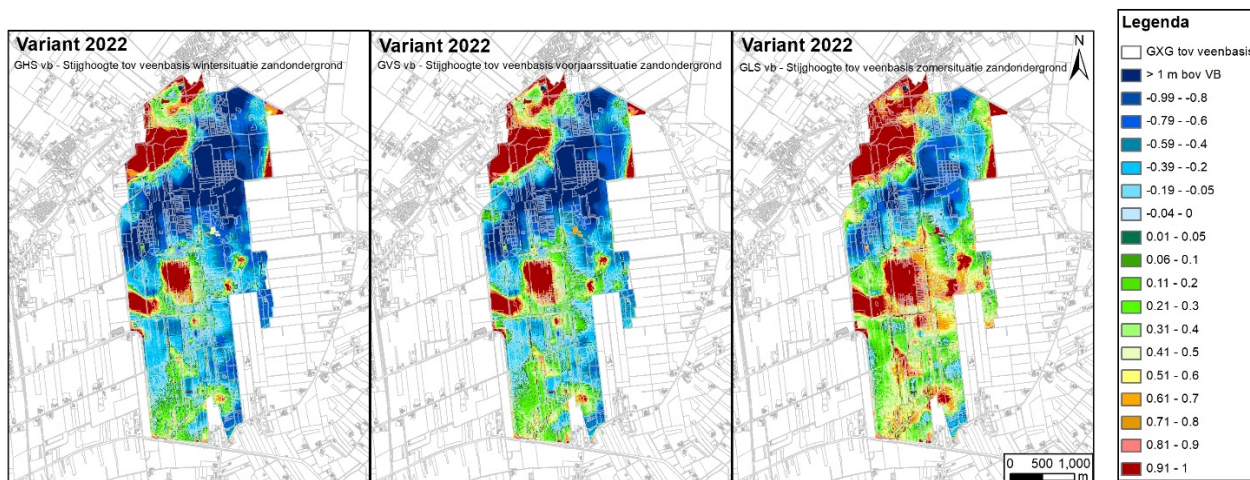 Variant 2022
GHS vb - Stijghoogte tov veenbasis wintersituatie zandondergrond
Variant 2022
GVS vb - Stijghoogte tov veenbasis voorjaarssituatie zandondergrond
Variant 2022
GLS vb - Stijghoogte tov veenbasis zomersituatie zandondergrond
N
0 500 1,000
m
Legenda
GXG tov veenbasis
> 1 m bov VB
-0.99 - -0.8
-0.79 - -0.6
-0.59 - -0.4
-0.39 - -0.2
-0.19 - -0.05
-0.04 - 0
0.01 - 0.05
0.06 - 0.1
0.11 - 0.2
0.21 - 0.3
0.31 - 0.4
0.41 - 0.5
0.51 - 0.6
0.61 - 0.7
0.71 - 0.8
0.81 - 0.9
0.91 - 1